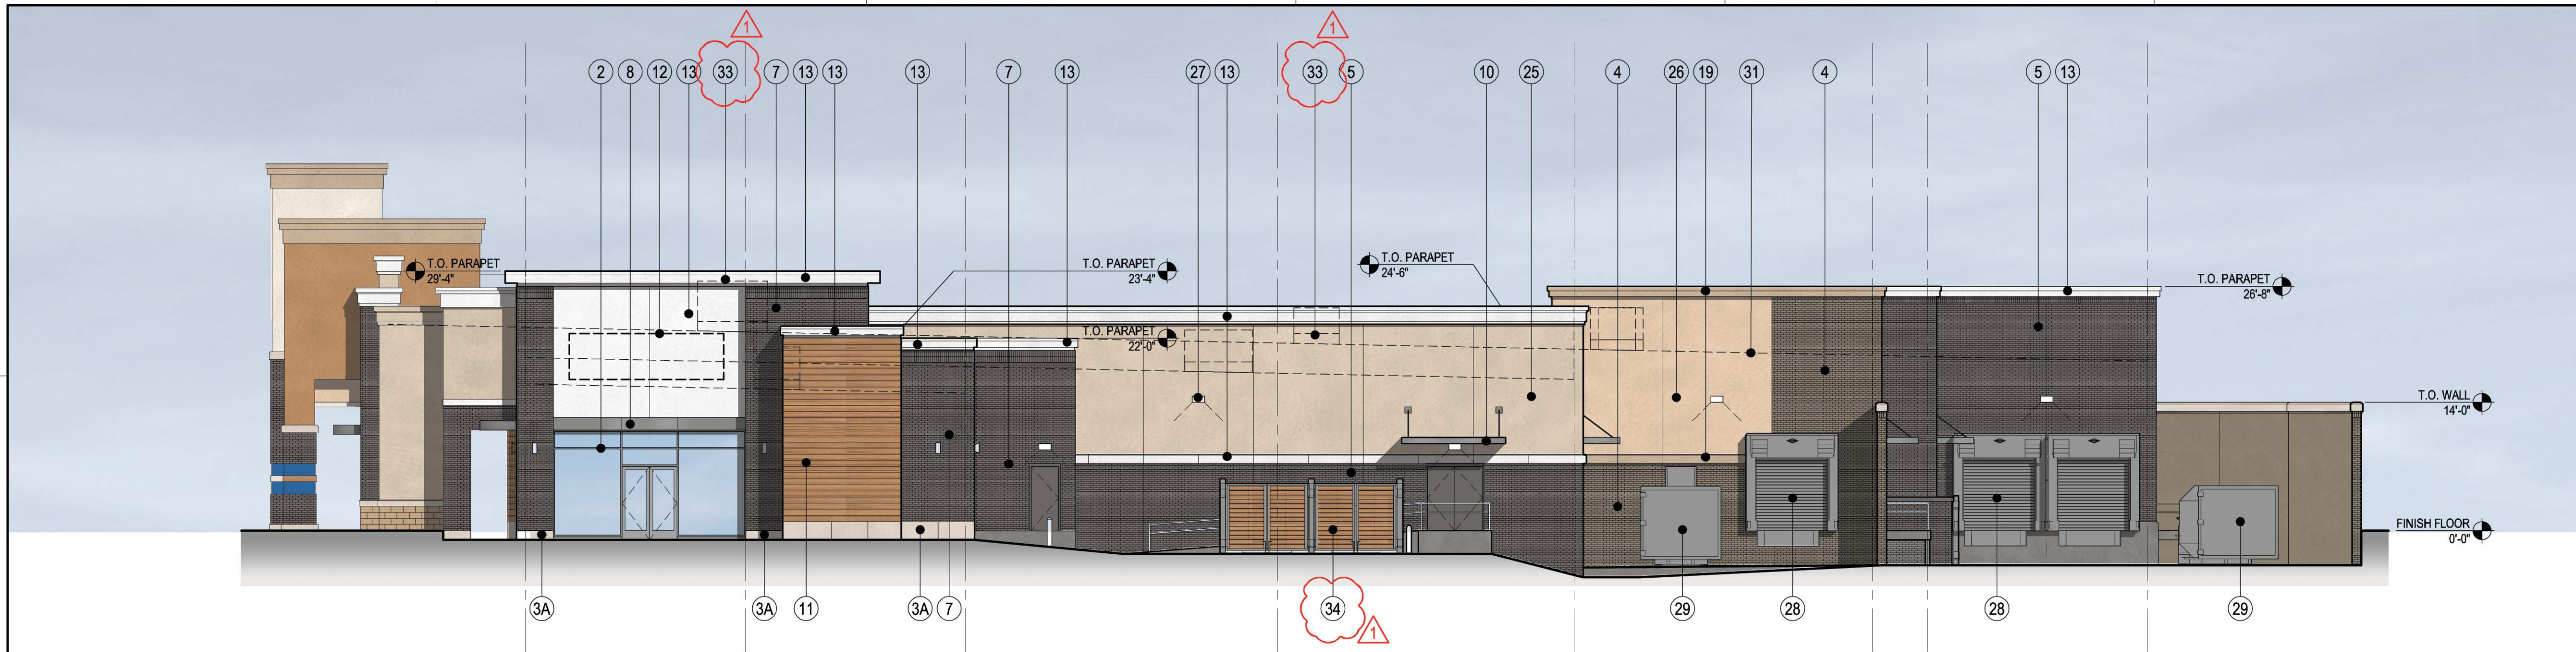 1
1
2 8 12 13 33 7 13 13 13 7 13 27 13 33 5 10 25 4 26 19 31 4 5 13
T.O. PARAPET
29'-4"
T.O. PARAPET
23'-4"
T.O. PARAPET
24'-6"
T.O. PARAPET
26'-8"
T.O. PARAPET
22'-0"
T.O. WALL
14'-0"
FINISH FLOOR
0'-0"
3A 3A 11 3A 7 34 29 28 28 29
1